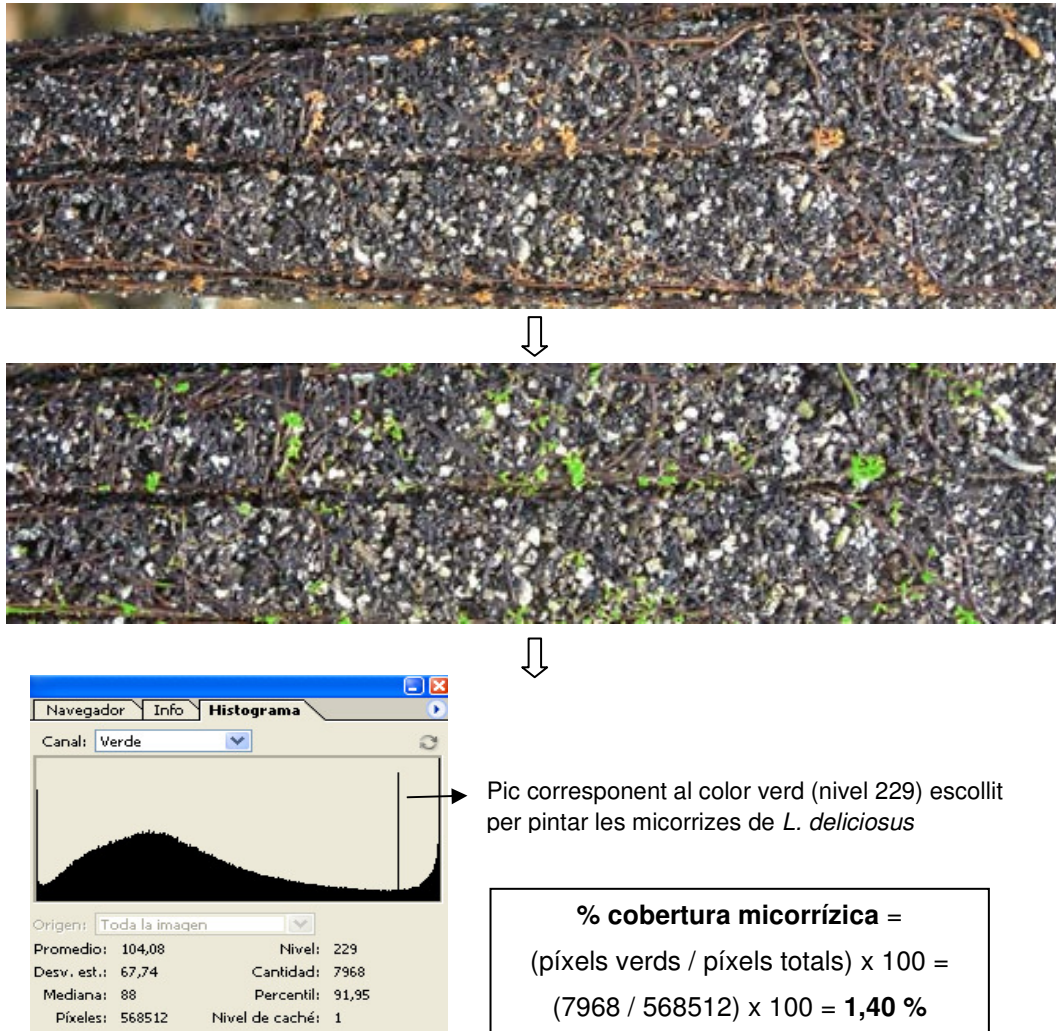 Navegador Info Histograma
Canal: Verde
Pic corresponent al color verd (nivel 229) escollit
per pintar les micorrizes de L. deliciosus
Origen: Toda la imagen
Promedio: 104,08 Nivel: 229
Desv. est.: 67,74 Cantidad: 7968
Mediana: 88 Percentil: 91,95
Píxeles: 568512 Nivel de caché: 1
% cobertura micorrízica =
(píxels verds / píxels totals) x 100 =
(7968 / 568512) x 100 = 1,40 %